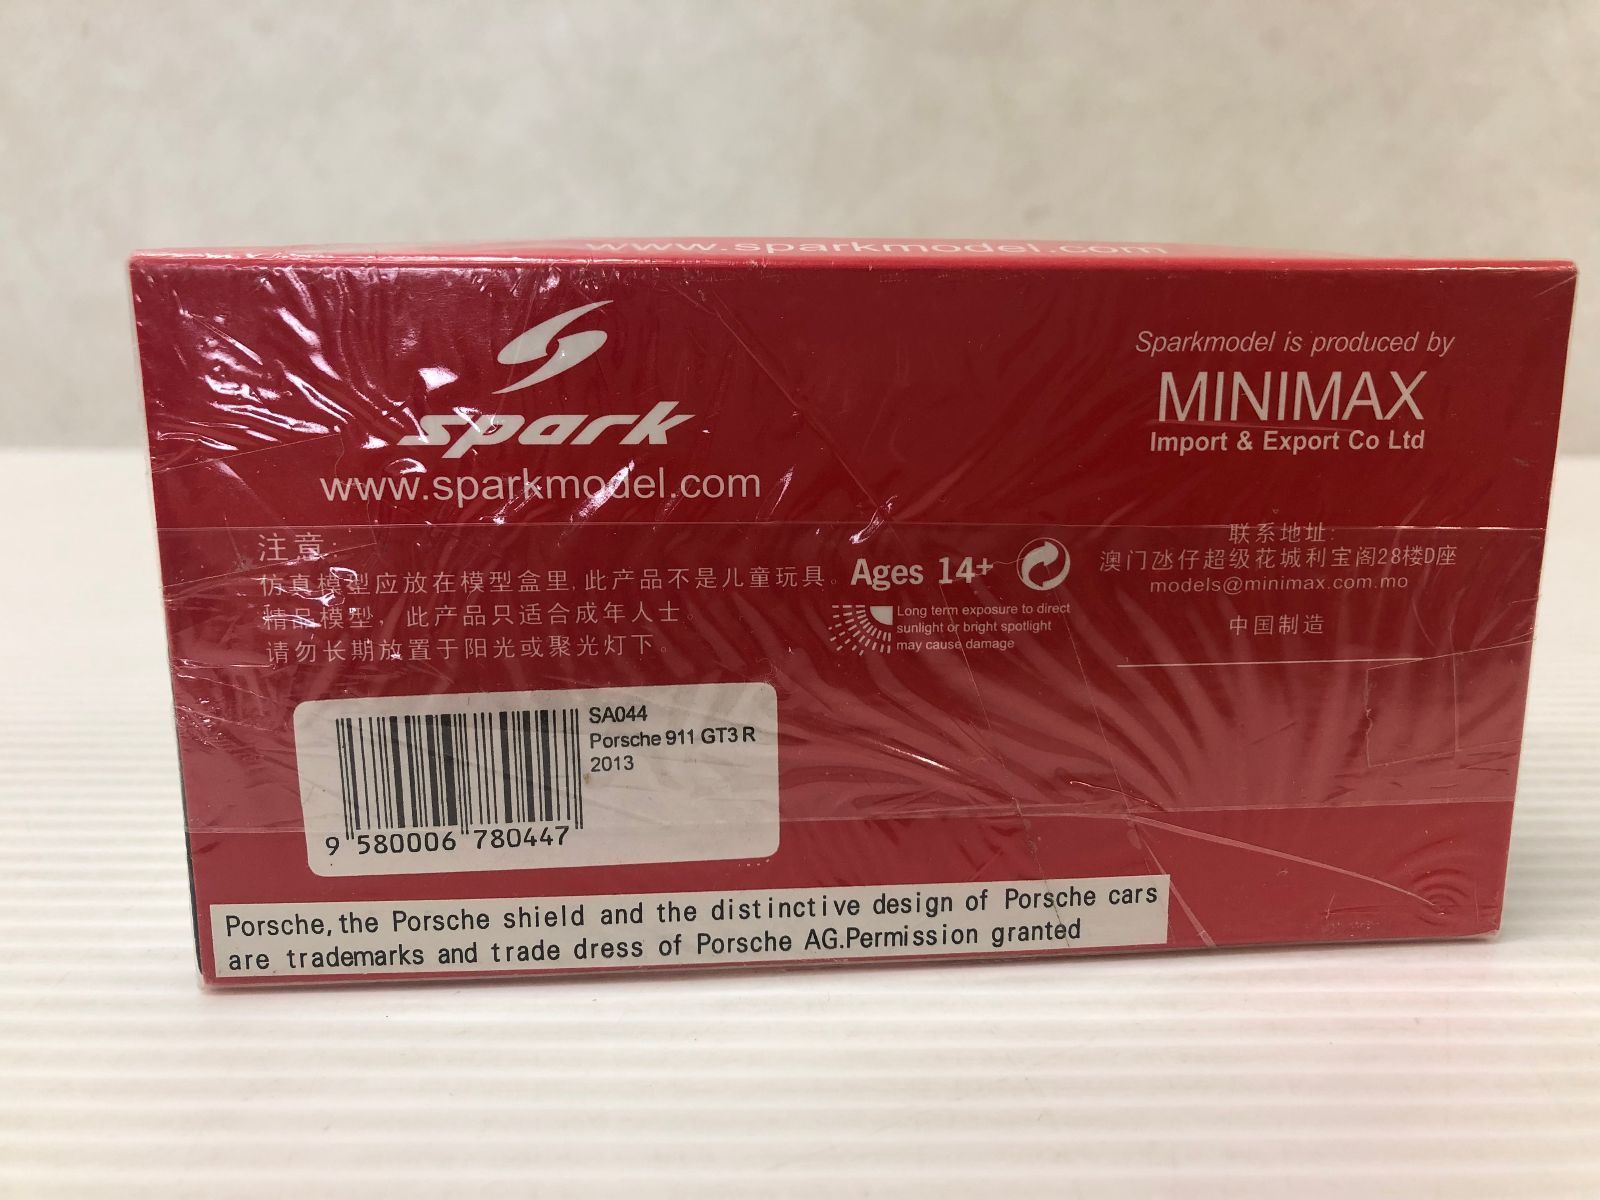 www.sparkmodel.com
spark
www.sparkmodel.com
Sparkmodel is produced by
MINIMAX
Import & Export Co Ltd
注意:
仿真模型应放在模型盒里,此产品不是儿童玩具。
精品模型，此产品只适合成年人士。
请勿长期放置于阳光或聚光灯下。
Ages 14+
Long term exposure to direct
sunlight or bright spotlight
may cause damage
联系地址:
澳门氹仔超级花城利宝阁28楼D座
models@minimax.com.mo
中国制造
SA044
Porsche 911 GT3 R
2013
9 580006 780447
Porsche,the Porsche shield and the distinctive design of Porsche cars
are trademarks and trade dress of Porsche AG.Permission granted